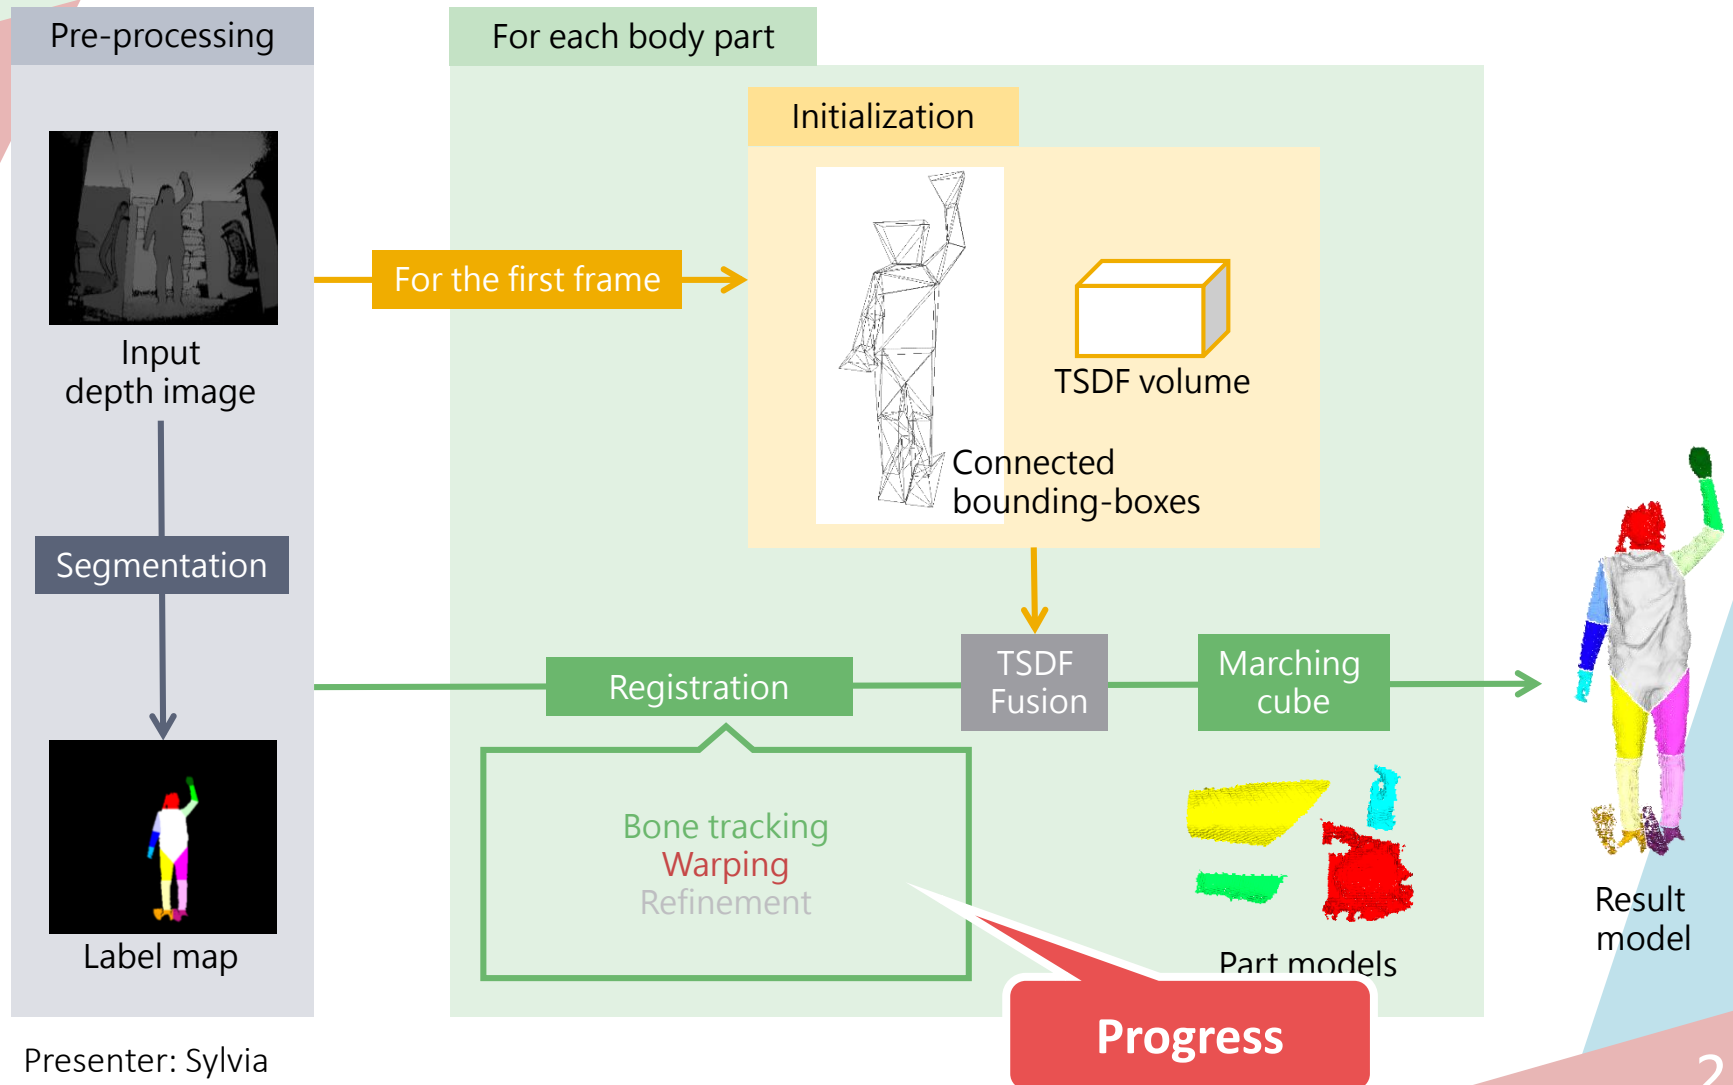 Pre-processing
For each body part
Initialization
For the first frame
Input
depth image
TSDF volume
Connected
bounding-boxes
Segmentation
Registration
TSDF
Fusion
Marching
cube
Bone tracking
Warping
Refinement
Label map
Part models
Result
model
Progress
Presenter: Sylvia
2